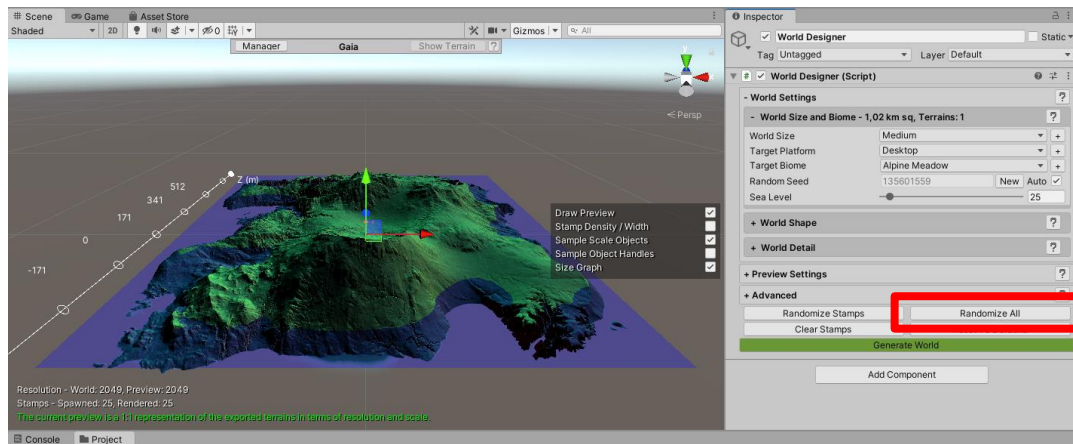 Scene Game Asset Store
Shaded 2D 0 Gizmos All
Manager Gaia Show Terrain ?
y
Persp
Z (m)
512
341
171
0
-171
Draw Preview
Stamp Density / Width
Sample Scale Objects
Sample Object Handles
Size Graph
Resolution - World: 2049, Preview: 2049
Stamps - Spawned: 25, Rendered: 25
The current preview is a 1:1 representation of the exported terrains in terms of resolution and scale.
Console Project
Inspector
World Designer Static
Tag Untagged Layer Default
# World Designer (Script)
- World Settings ?
- World Size and Biome - 1,02 km sq, Terrains: 1 ?
World Size Medium +
Target Platform Desktop +
Target Biome Alpine Meadow +
Random Seed 135601559 New Auto
Sea Level 25
+ World Shape ?
+ World Detail ?
+ Preview Settings ?
+ Advanced
Randomize Stamps Randomize All
Clear Stamps
Generate World
Add Component